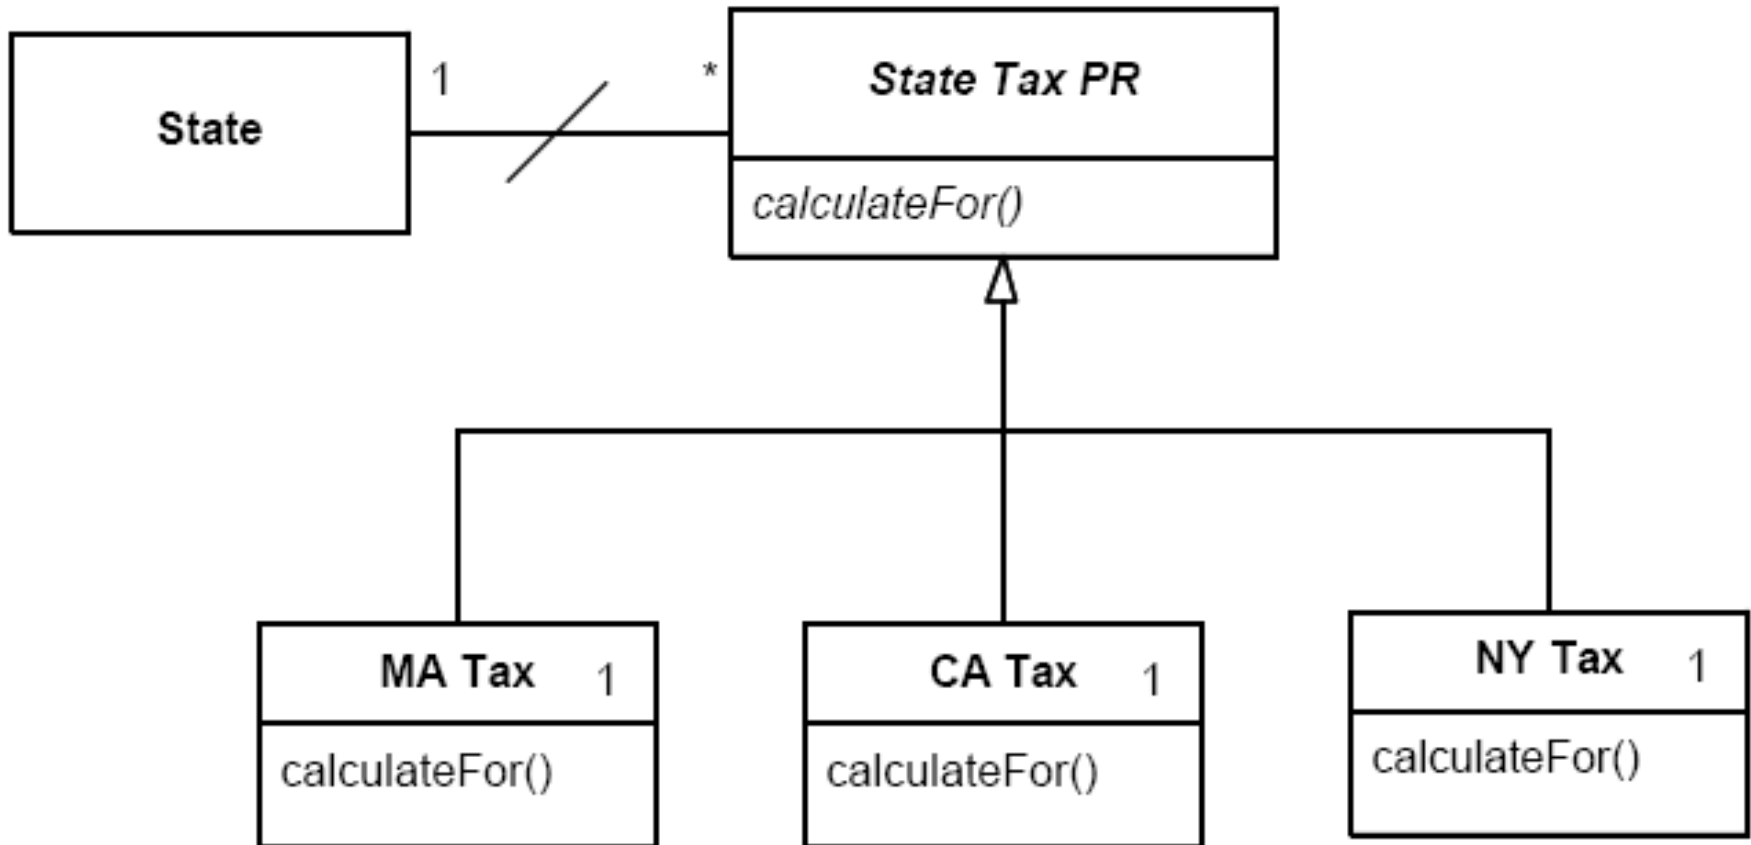 State
1
*
State Tax PR
calculateFor()
MA Tax 1
calculateFor()
CA Tax 1
calculateFor()
NY Tax 1
calculateFor()